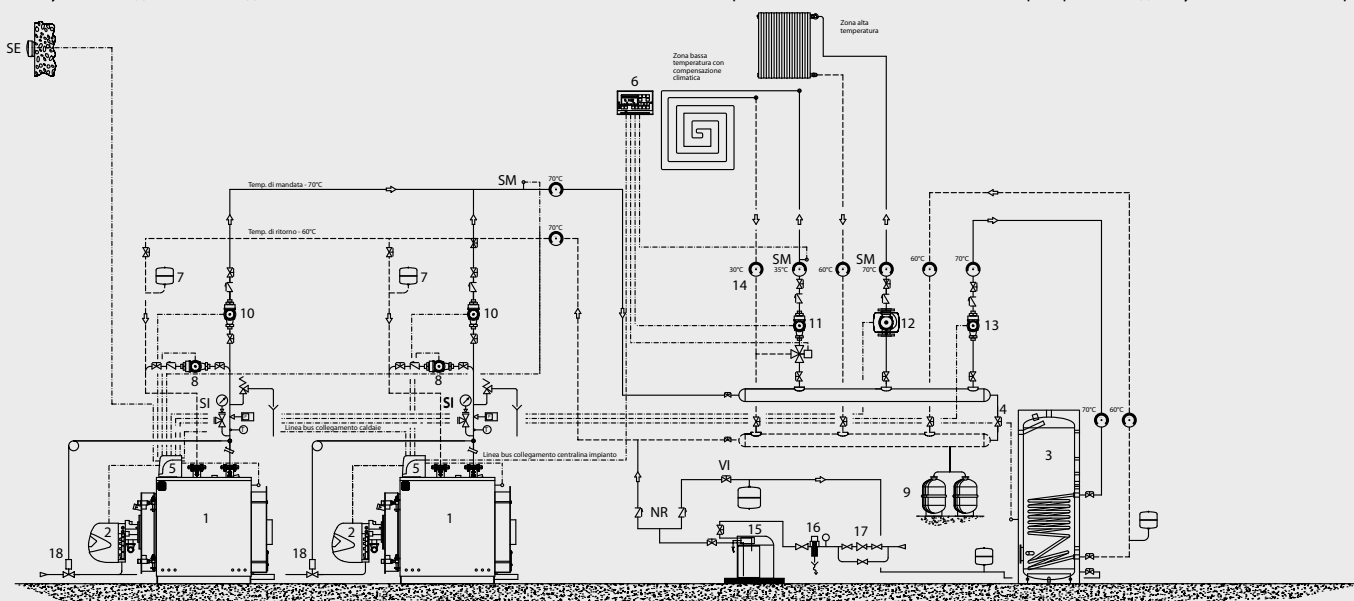 SE
Zona alta
temperatura
Zona bassa
temperatura con
compensazione
climatica
6
Temp. di mandata - 70°C
SM
70°C
Temp. di ritorno - 60°C
70°C
7
7
SM
SM
30°C
35°C
60°C
70°C
60°C
70°C
14
10
10
11
12
13
8
8
SI
SI
4
70°C
60°C
Linea bus collegamento caldaie
Linea bus collegamento centralina impianto
5
5
3
VI
9
1
1
NR
2
2
15
16
17
18
18